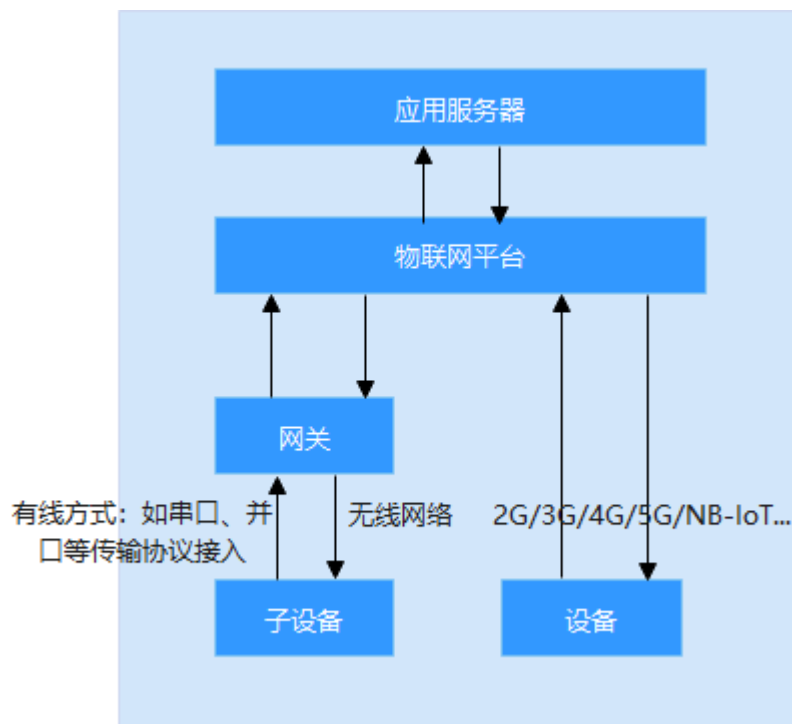 应用服务器
物联网平台
网关
有线方式：如串口、并
口等传输协议接入
无线网络
2G/3G/4G/5G/NB-IoT...
子设备
设备